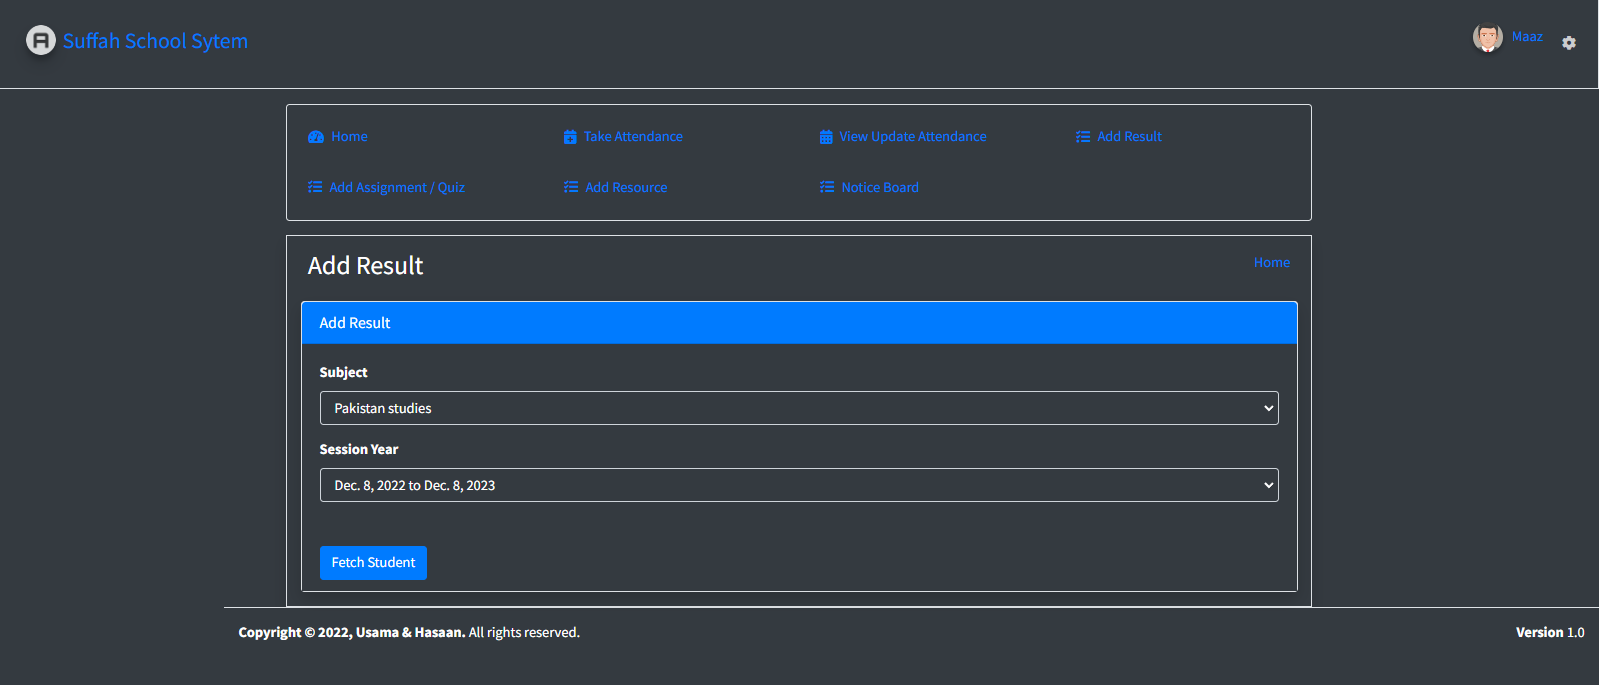 Suffah School Sytem
Maaz
Home
Take Attendance
View Update Attendance
Add Result
Add Assignment / Quiz
Add Resource
Notice Board
Add Result
Home
Add Result
Subject
Pakistan studies
Session Year
Dec. 8, 2022 to Dec. 8, 2023
Fetch Student
Copyright © 2022, Usama & Hasaan. All rights reserved.
Version 1.0